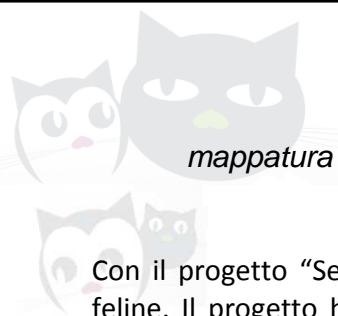 mappatura
Con il progetto “Se
feline. Il progetto h